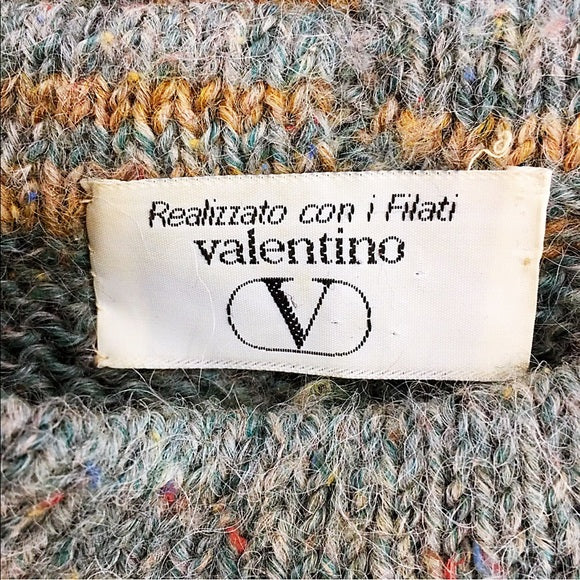 Realizzato con i Filati
valentino
V